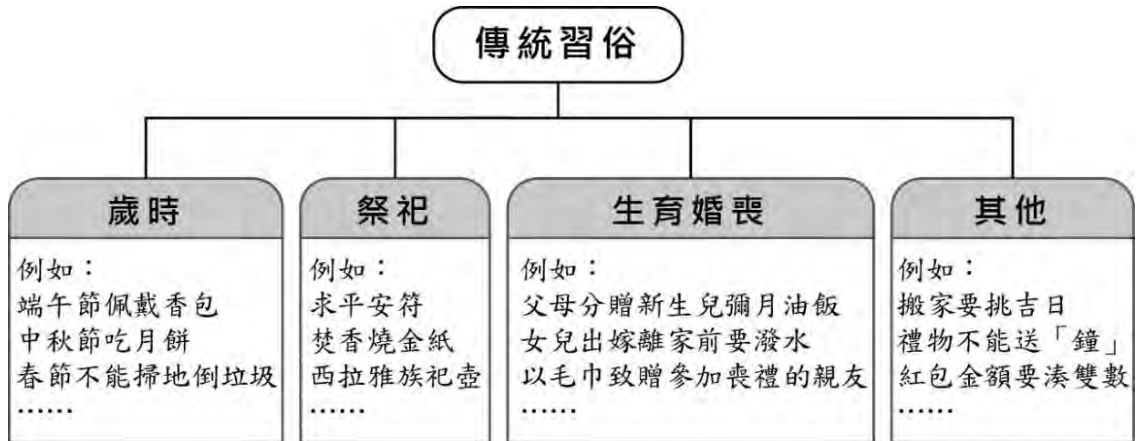 傳統習俗
歲時
例如：
端午節佩戴香包
中秋節吃月餅
春節不能掃地倒垃圾
……
祭祀
例如：
求平安符
焚香燒金紙
西拉雅族祀壺
……
生育婚喪
例如：
父母分贈新生兒彌月油飯
女兒出嫁離家前要潑水
以毛巾致贈參加喪禮的親友
……
其他
例如：
搬家要挑吉日
禮物不能送「鐘」
紅包金額要湊雙數
……